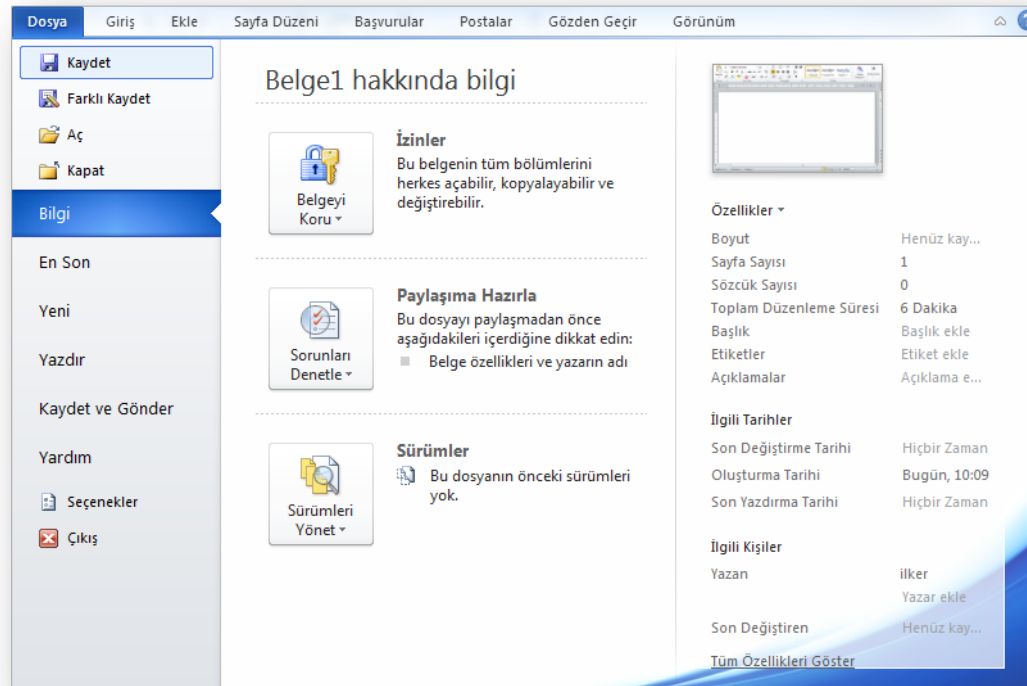 Dosya Giriş Ekle Sayfa Düzeni Başvurular Postalar Gözden Geçir Görünüm
Kaydet
Farklı Kaydet
Aç
Kapat
Bilgi
En Son
Yeni
Yazdır
Kaydet ve Gönder
Yardım
Seçenekler
Çıkış
Belge1 hakkında bilgi
Belgeyi
Koru
İzinler
Bu belgenin tüm bölümlerini
herkes açabilir, kopyalayabilir ve
değiştirebilir.
Sorunları
Denetle
Paylaşıma Hazırla
Bu dosyayı paylaşmadan önce
aşağıdakileri içerdiğine dikkat edin:
Belge özellikleri ve yazarın adı
Sürümleri
Yönet
Sürümler
Bu dosyanın önceki sürümleri
yok.
Özellikler
Boyut Henüz kay...
Sayfa Sayısı 1
Sözcük Sayısı 0
Toplam Düzenleme Süresi 6 Dakika
Başlık Başlık ekle
Etiketler Etiket ekle
Açıklamalar Açıklama e...
İlgili Tarihler
Son Değiştirme Tarihi Hiçbir Zaman
Oluşturma Tarihi Bugün, 10:09
Son Yazdırma Tarihi Hiçbir Zaman
İlgili Kişiler
Yazan ilker
Yazar ekle
Son Değiştiren Henüz kay...
Tüm Özellikleri Göster